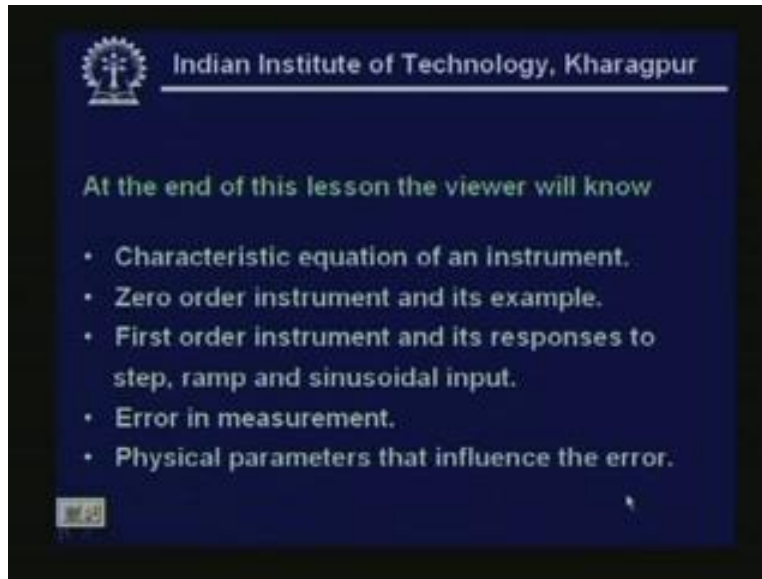 Indian Institute of Technology, Kharagpur
At the end of this lesson the viewer will know
• Characteristic equation of an instrument.
• Zero order instrument and its example.
• First order instrument and its responses to
step, ramp and sinusoidal input.
• Error in measurement.
• Physical parameters that influence the error.